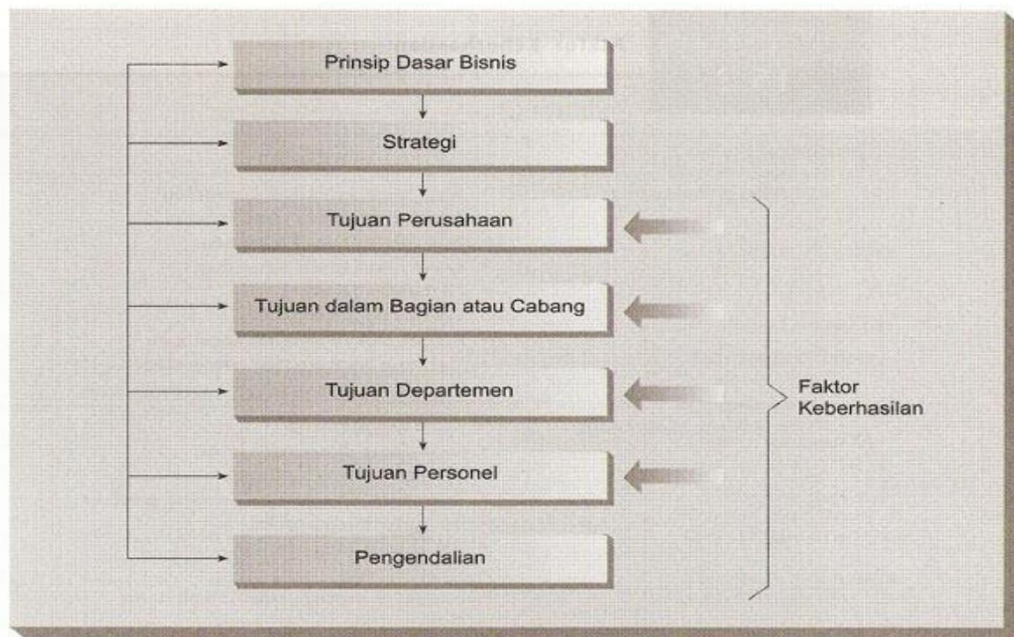 Prinsip Dasar Bisnis
Strategi
Tujuan Perusahaan
Tujuan dalam Bagian atau Cabang
Tujuan Departemen
Tujuan Personel
Pengendalian
Faktor
Keberhasilan